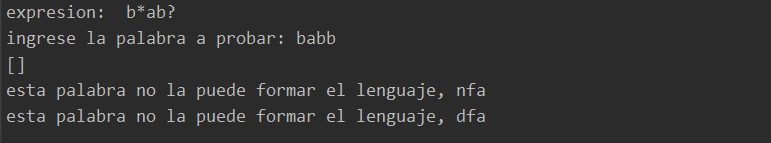 expresion:  b*ab?
ingrese la palabra a probar: babb
[]
esta palabra no la puede formar el lenguaje, nfa
esta palabra no la puede formar el lenguaje, dfa